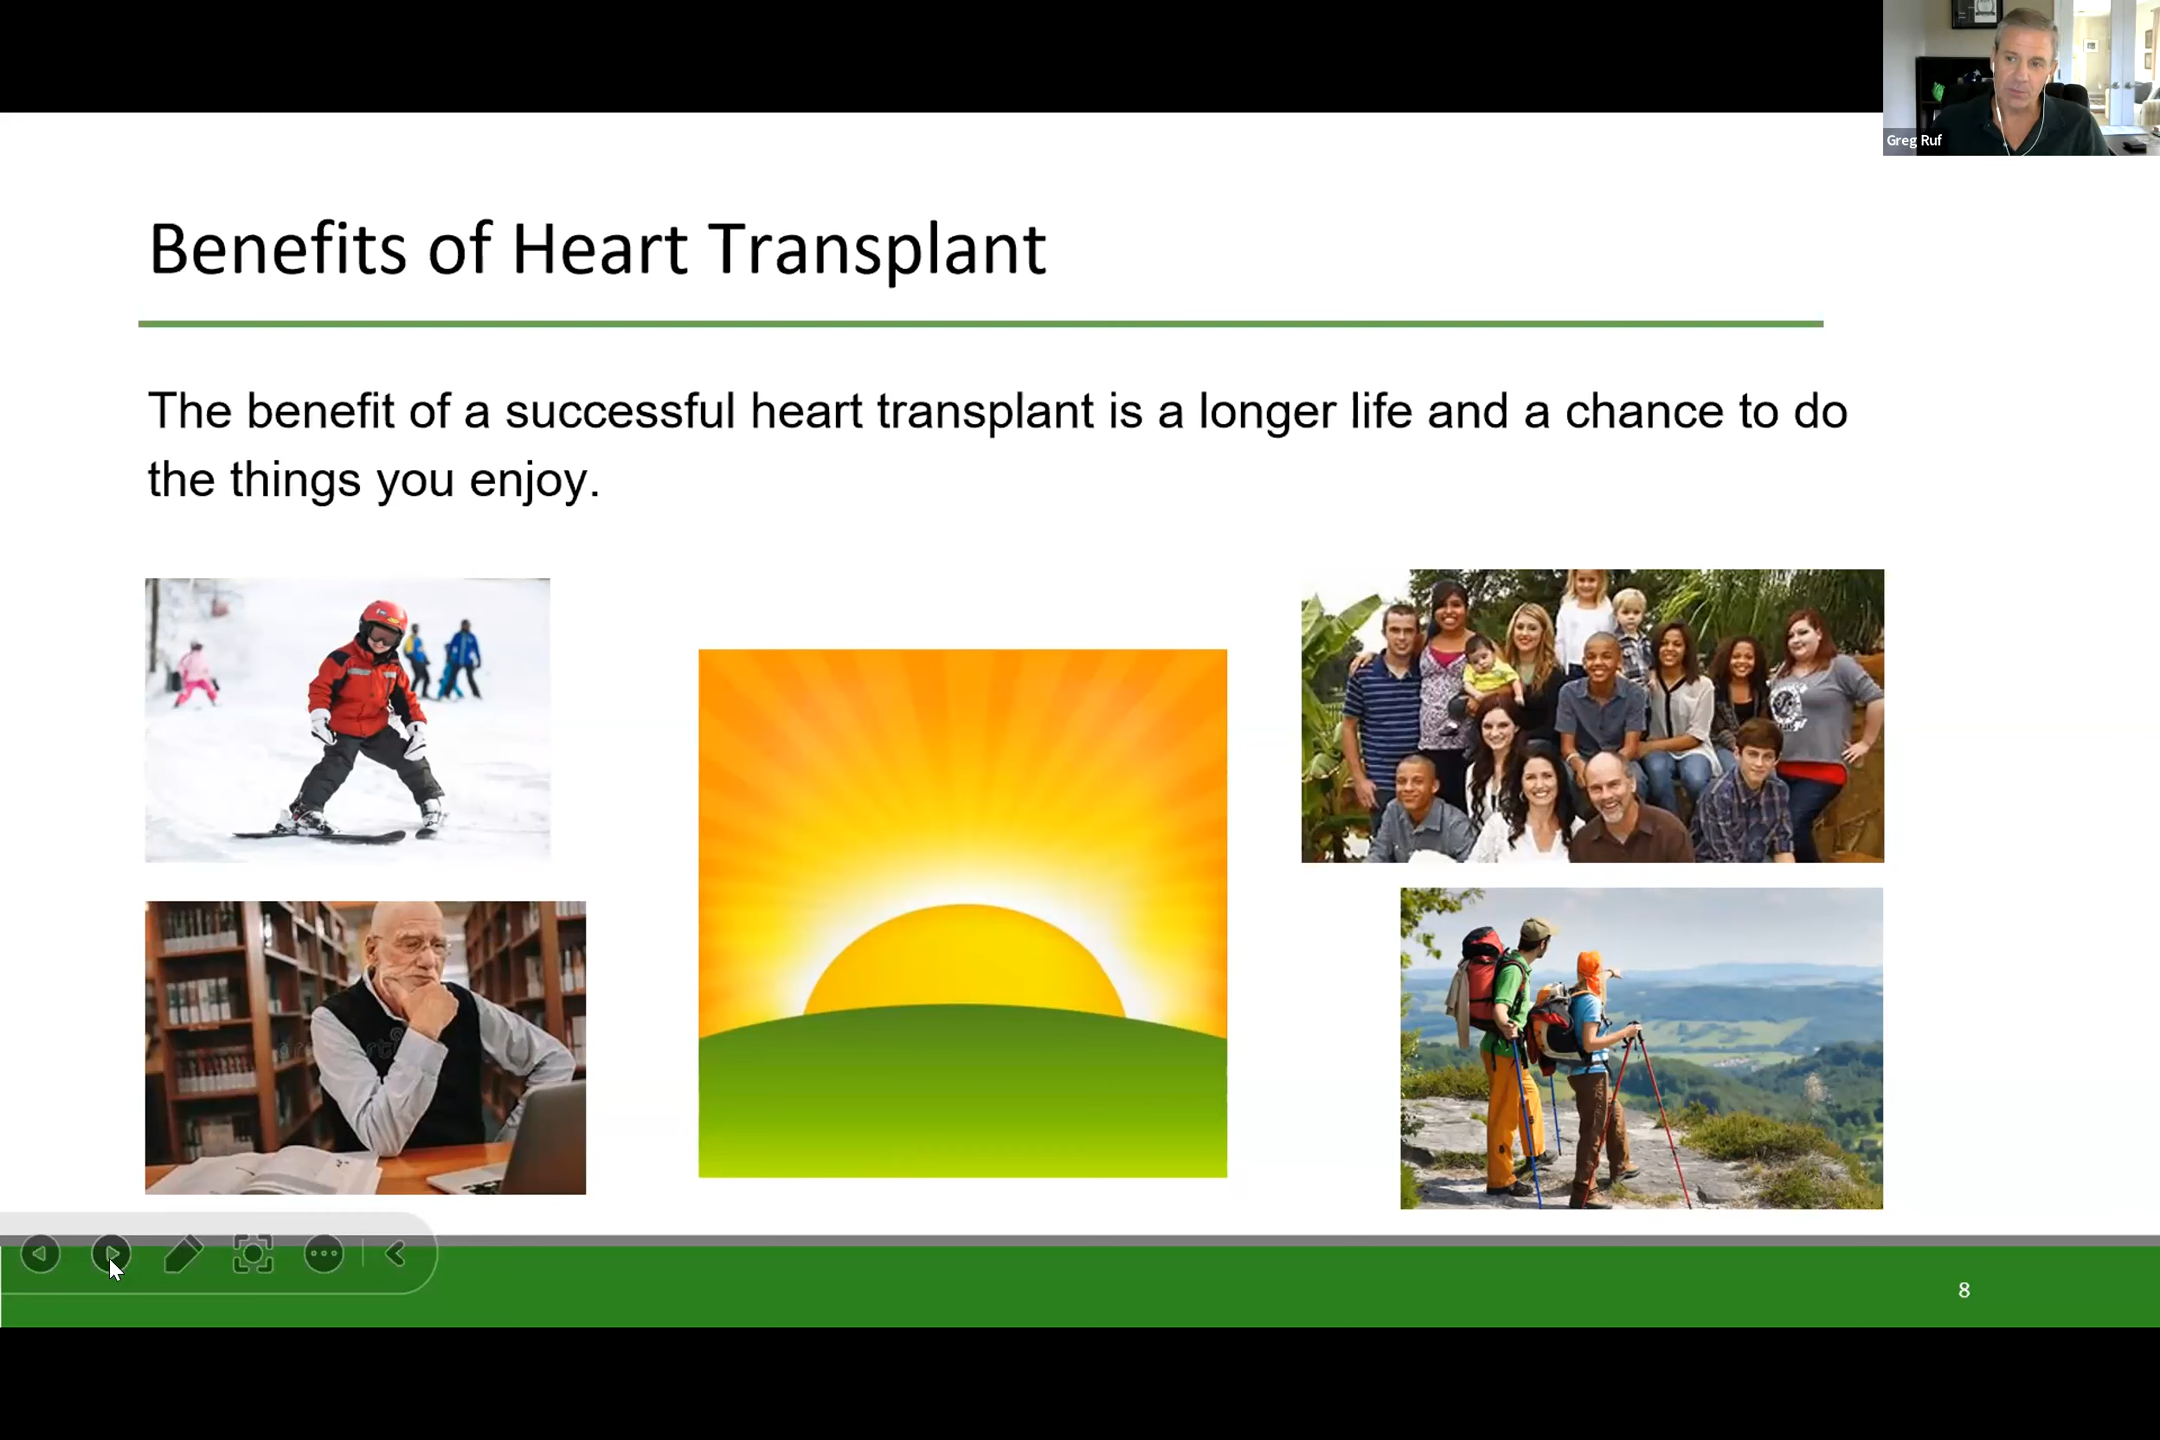 Greg Ruf
Benefits of Heart Transplant
The benefit of a successful heart transplant is a longer life and a chance to do
the things you enjoy.
8